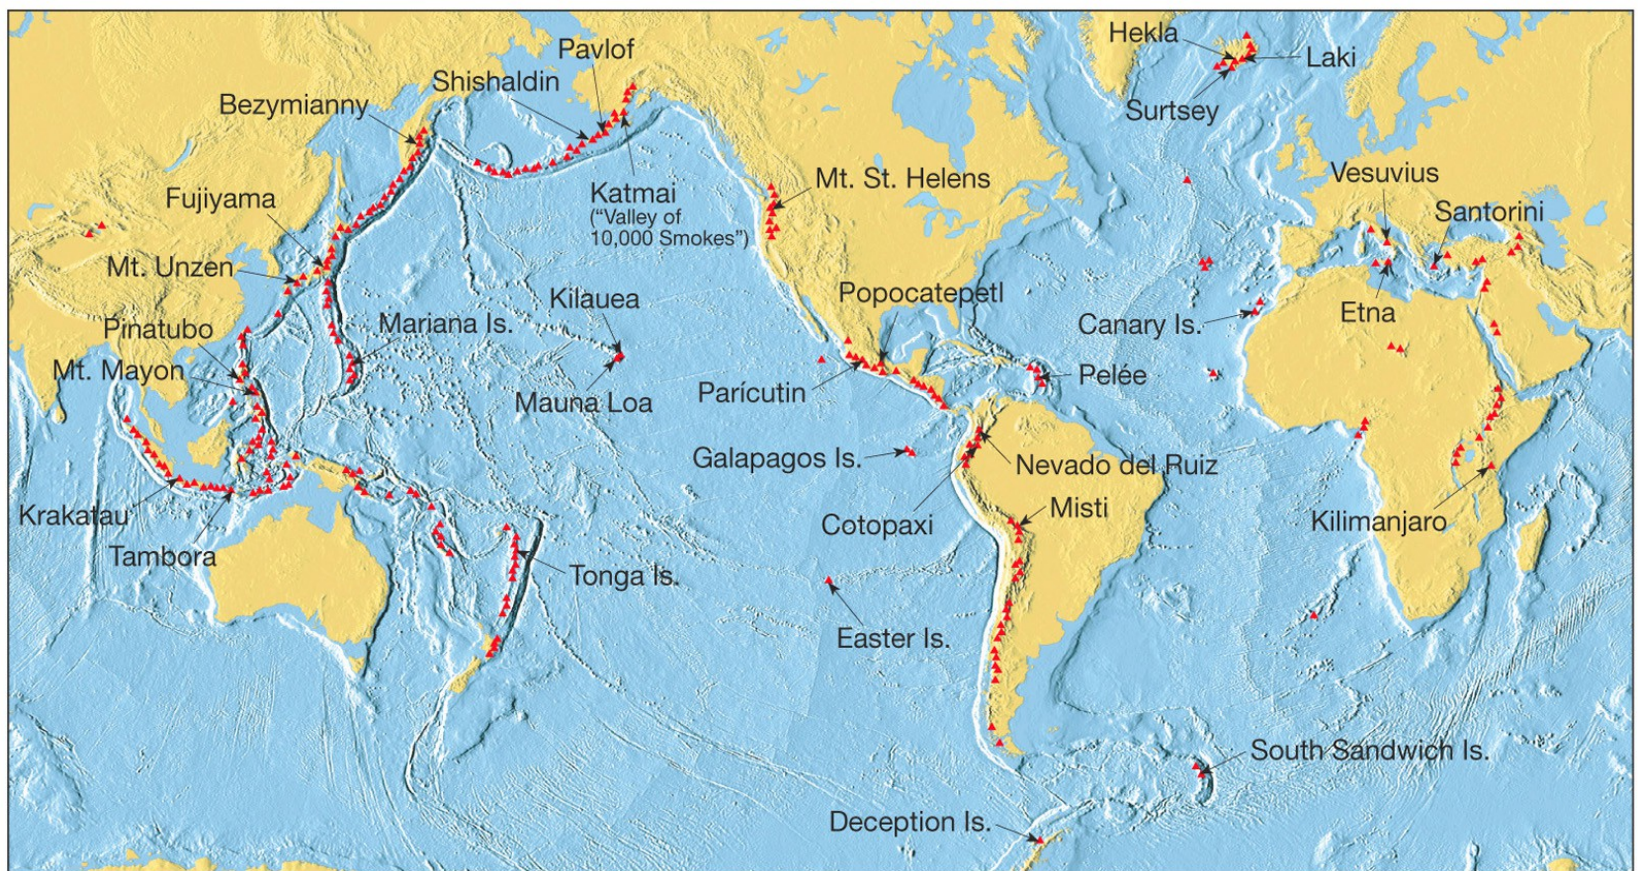 Hekla
Laki
Surtsey
Pavlof
Shishaldin
Bezymianny
Katmai
("Valley of
10,000 Smokes")
Mt. St. Helens
Vesuvius
Santorini
Fujiyama
Mt. Unzen
Kilauea
Popocatepetl
Etna
Canary Is.
Pinatubo
Mariana Is.
Mt. Mayon
Mauna Loa
Parícutin
Pelée
Galapagos Is.
Nevado del Ruiz
Krakatau
Cotopaxi
Misti
Kilimanjaro
Tambora
Tonga Is.
Easter Is.
South Sandwich Is.
Deception Is.